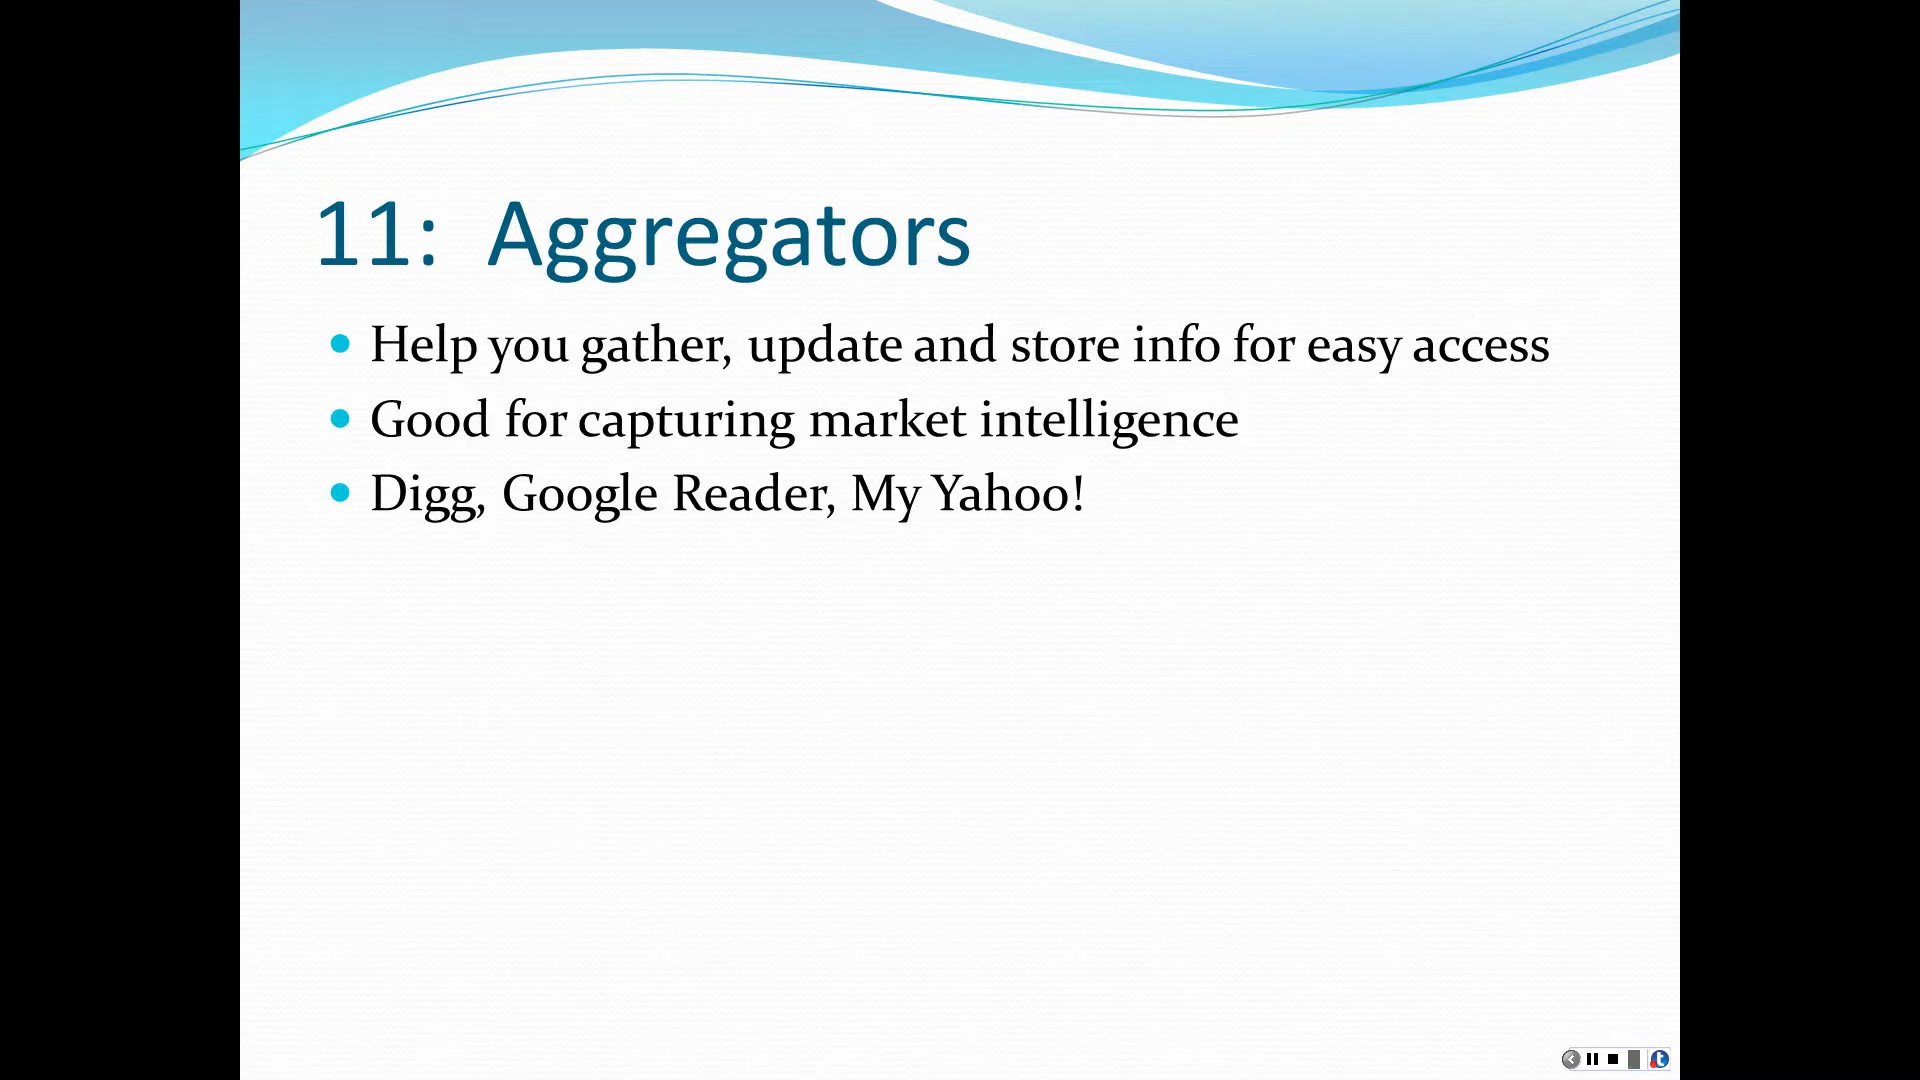 11: Aggregators
Help you gather, update and store info for easy access
Good for capturing market intelligence
Digg, Google Reader, My Yahoo!